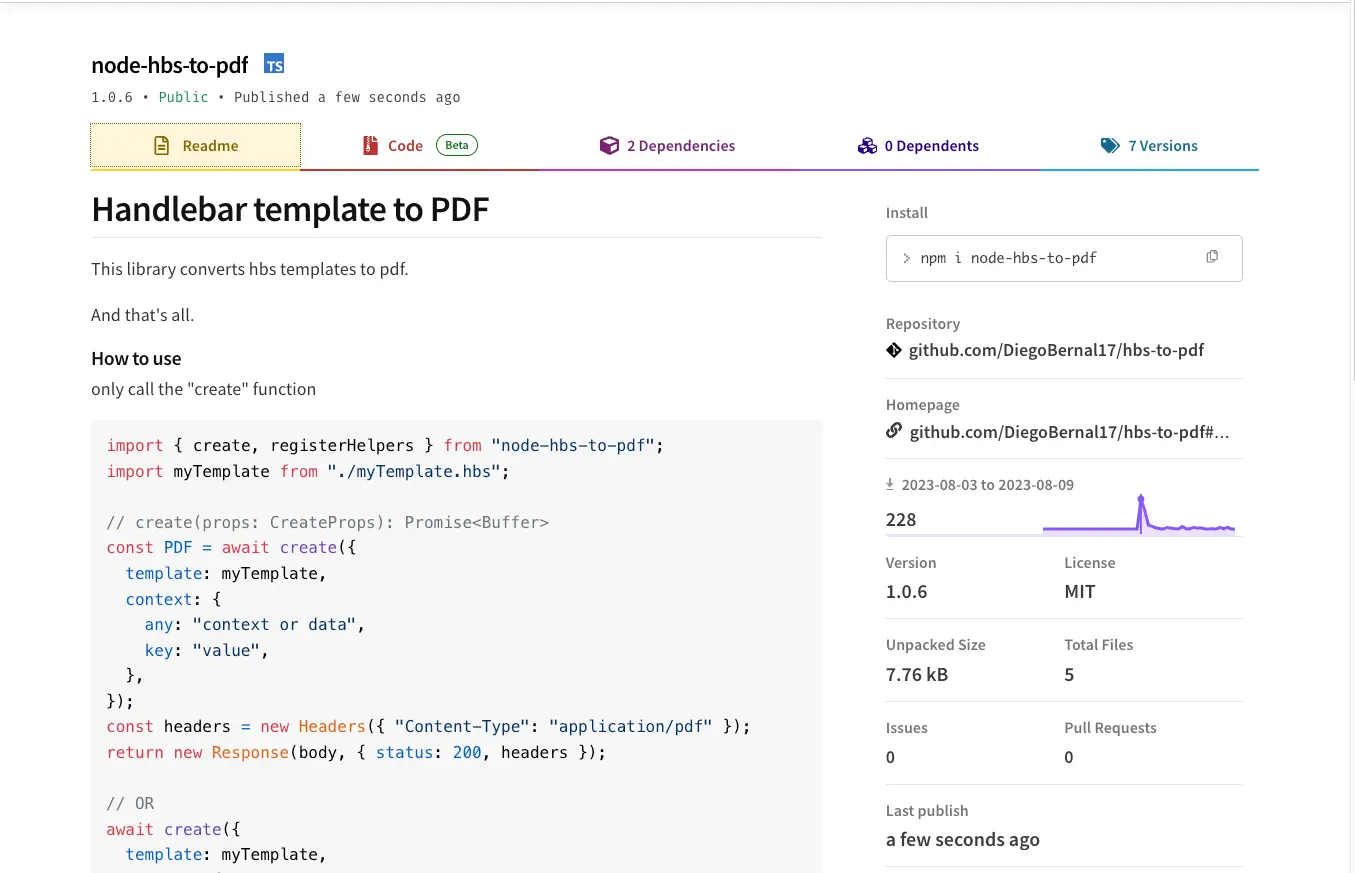 node-hbs-to-pdf TS
1.0.6 • Public • Published a few seconds ago
Readme
Code Beta
2 Dependencies
0 Dependents
7 Versions
Handlebar template to PDF
This library converts hbs templates to pdf.
And that's all.
How to use
only call the "create" function
import { create, registerHelpers } from "node-hbs-to-pdf";
import myTemplate from "./myTemplate.hbs";
// create(props: CreateProps): Promise<Buffer>
const PDF = await create({
  template: myTemplate,
  context: {
    any: "context or data",
    key: "value",
  },
});
const headers = new Headers({ "Content-Type": "application/pdf" });
return new Response(body, { status: 200, headers });
// OR
await create({
  template: myTemplate,
Install
> npm i node-hbs-to-pdf
Repository
github.com/DiegoBernal17/hbs-to-pdf
Homepage
github.com/DiegoBernal17/hbs-to-pdf#...
2023-08-03 to 2023-08-09
228
Version
License
1.0.6
MIT
Unpacked Size
Total Files
7.76 kB
5
Issues
Pull Requests
0
0
Last publish
a few seconds ago